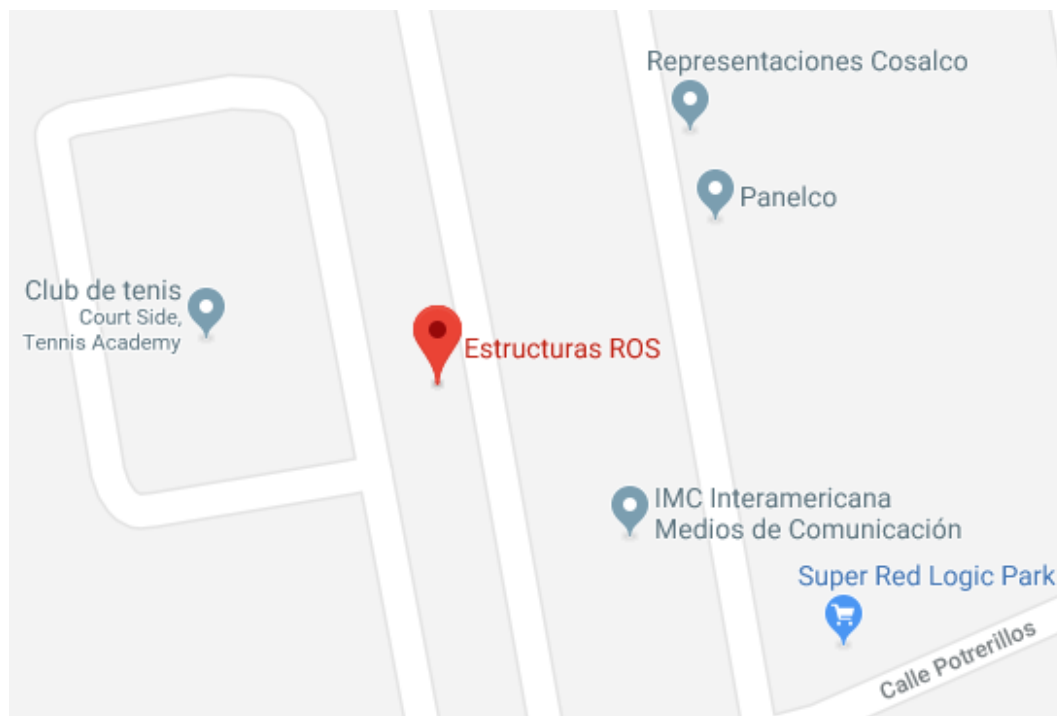 Representaciones Cosalco
Panelco
Club de tenis
Court Side,
Tennis Academy
Estructuras ROS
IMC Interamericana
Medios de Comunicación
Super Red Logic Park
Calle Potrerillos